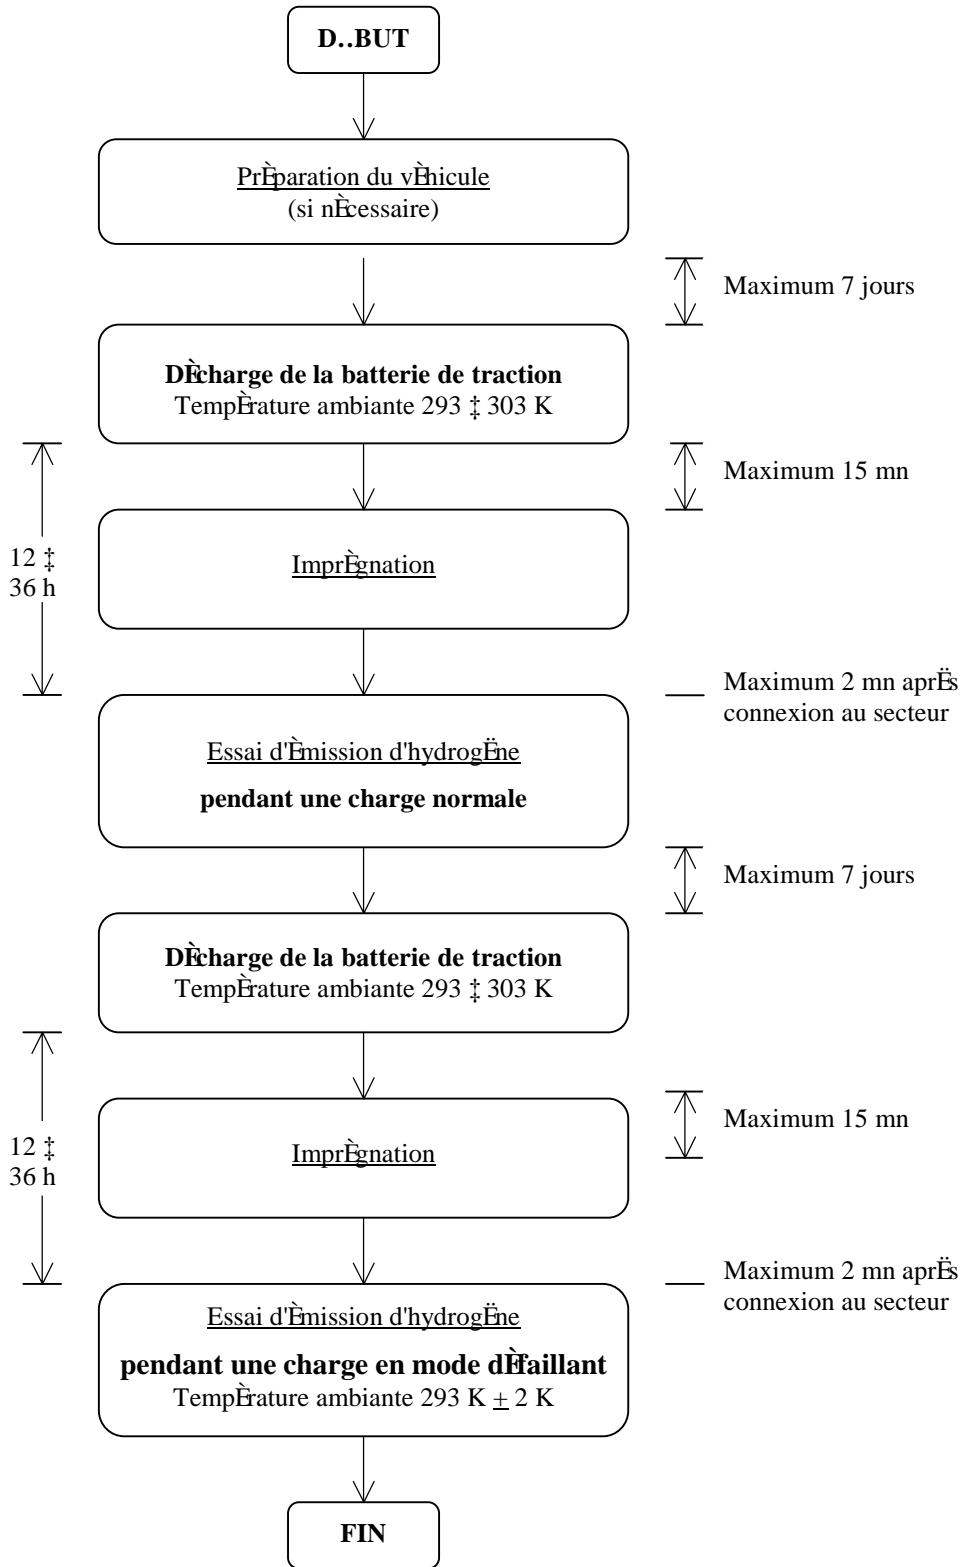 D..BUT
PrÈparation du vÈhicule
(si nÈcessaire)
Maximum 7 jours
DÈcharge de la batterie de traction
TempÈrature ambiante 293 ‡ 303 K
Maximum 15 mn
12 ‡
36 h
ImprÈgnation
Maximum 2 mn aprËs
connexion au secteur
Essai d'Èmission d'hydrogËne
pendant une charge normale
Maximum 7 jours
DÈcharge de la batterie de traction
TempÈrature ambiante 293 ‡ 303 K
Maximum 15 mn
12 ‡
36 h
ImprÈgnation
Maximum 2 mn aprËs
connexion au secteur
Essai d'Èmission d'hydrogËne
pendant une charge en mode dÈfaillant
TempÈrature ambiante 293 K ± 2 K
FIN